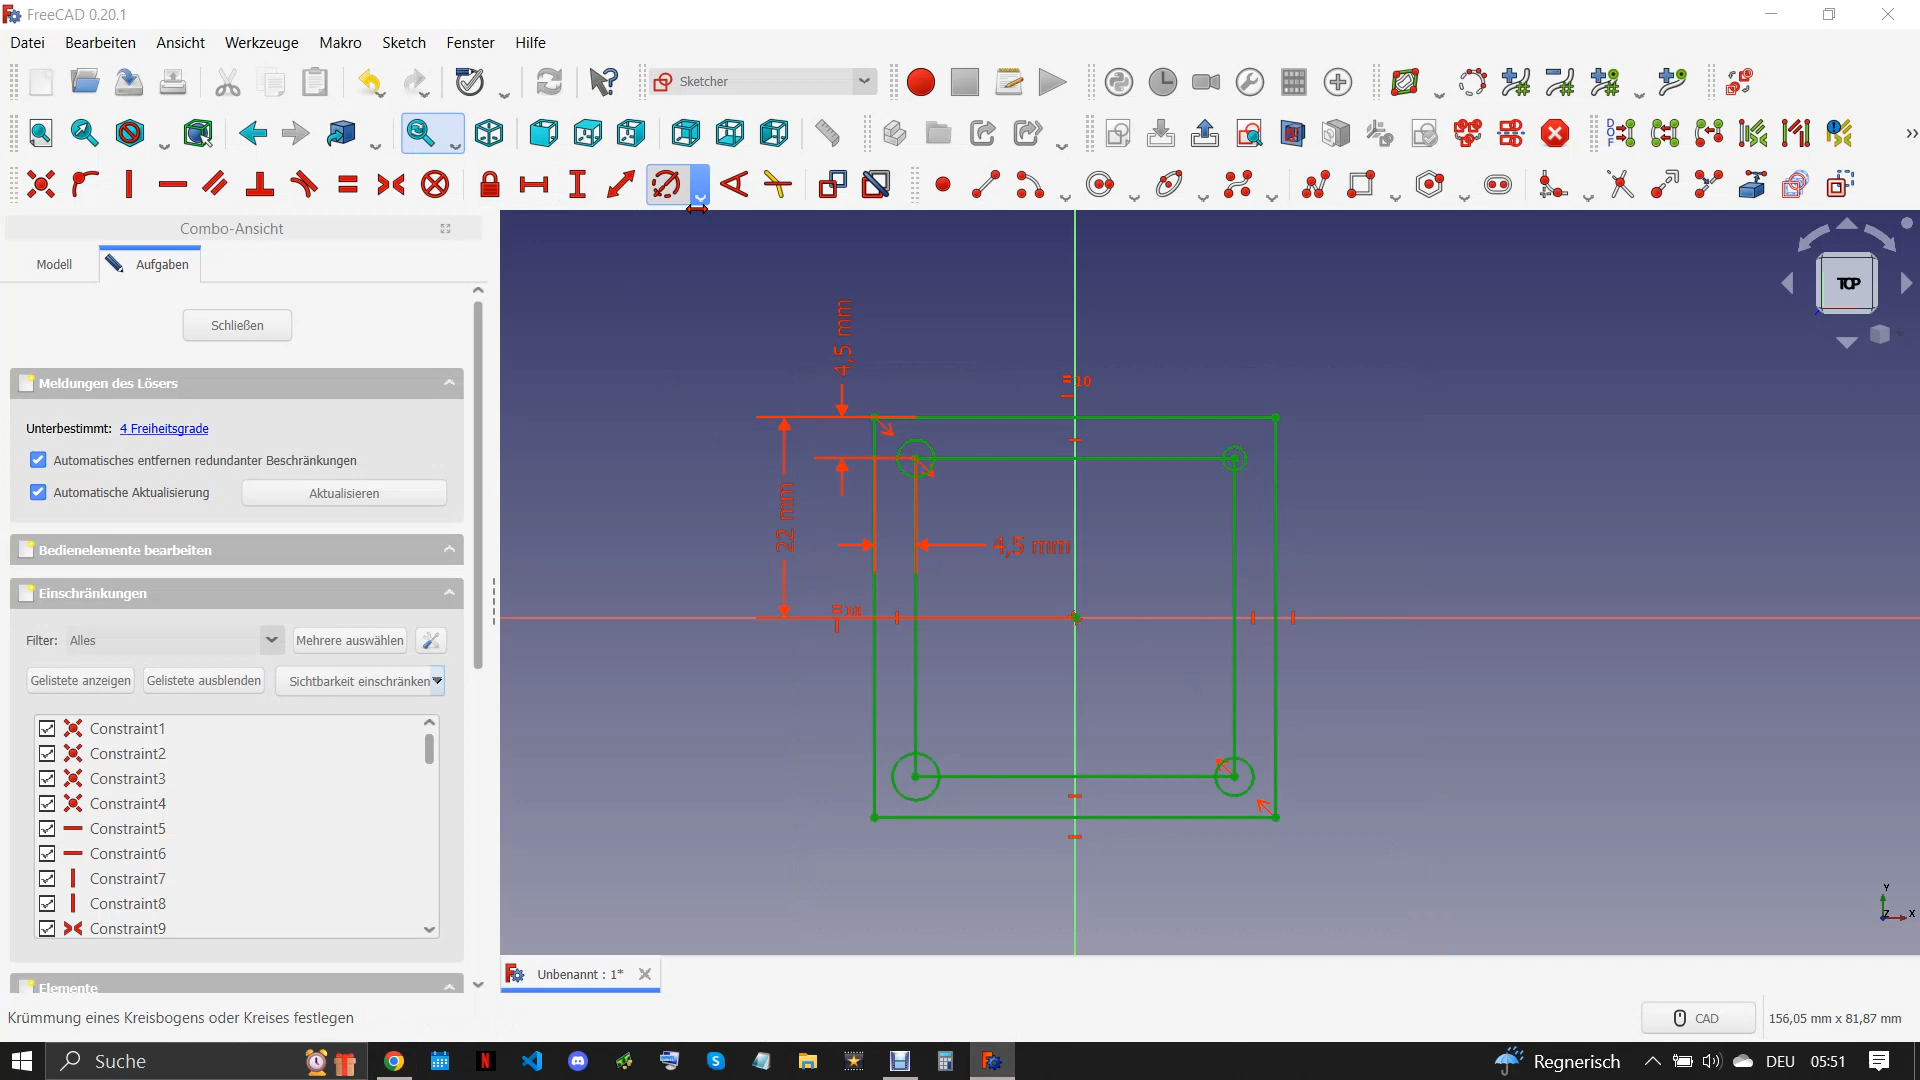 FreeCAD 0.20.1
Datei Bearbeiten Ansicht Werkzeuge Makro Sketch Fenster Hilfe
Sketcher
DOF
»
Combo-Ansicht
Modell Aufgaben
TOP
Schließen
4,5 mm
Meldungen des Lösers
=10
Unterbestimmt: 4 Freiheitsgrade
Automatisches entfernen redundanter Beschränkungen
Automatische Aktualisierung Aktualisieren
22 mm
Bedienelemente bearbeiten
4,5 mm
Einschränkungen
=10
Filter: Alles Mehrere auswählen
Gelistete anzeigen Gelistete ausblenden Sichtbarkeit einschränken
Constraint1
Constraint2
Constraint3
Constraint4
Constraint5
Constraint6
Constraint7
Constraint8
Constraint9
Y
Z X
Unbenannt : 1*
Elemente
Krümmung eines Kreisbogens oder Kreises festlegen
CAD 156,05 mm x 81,87 mm
Suche
Regnerisch DEU 05:51